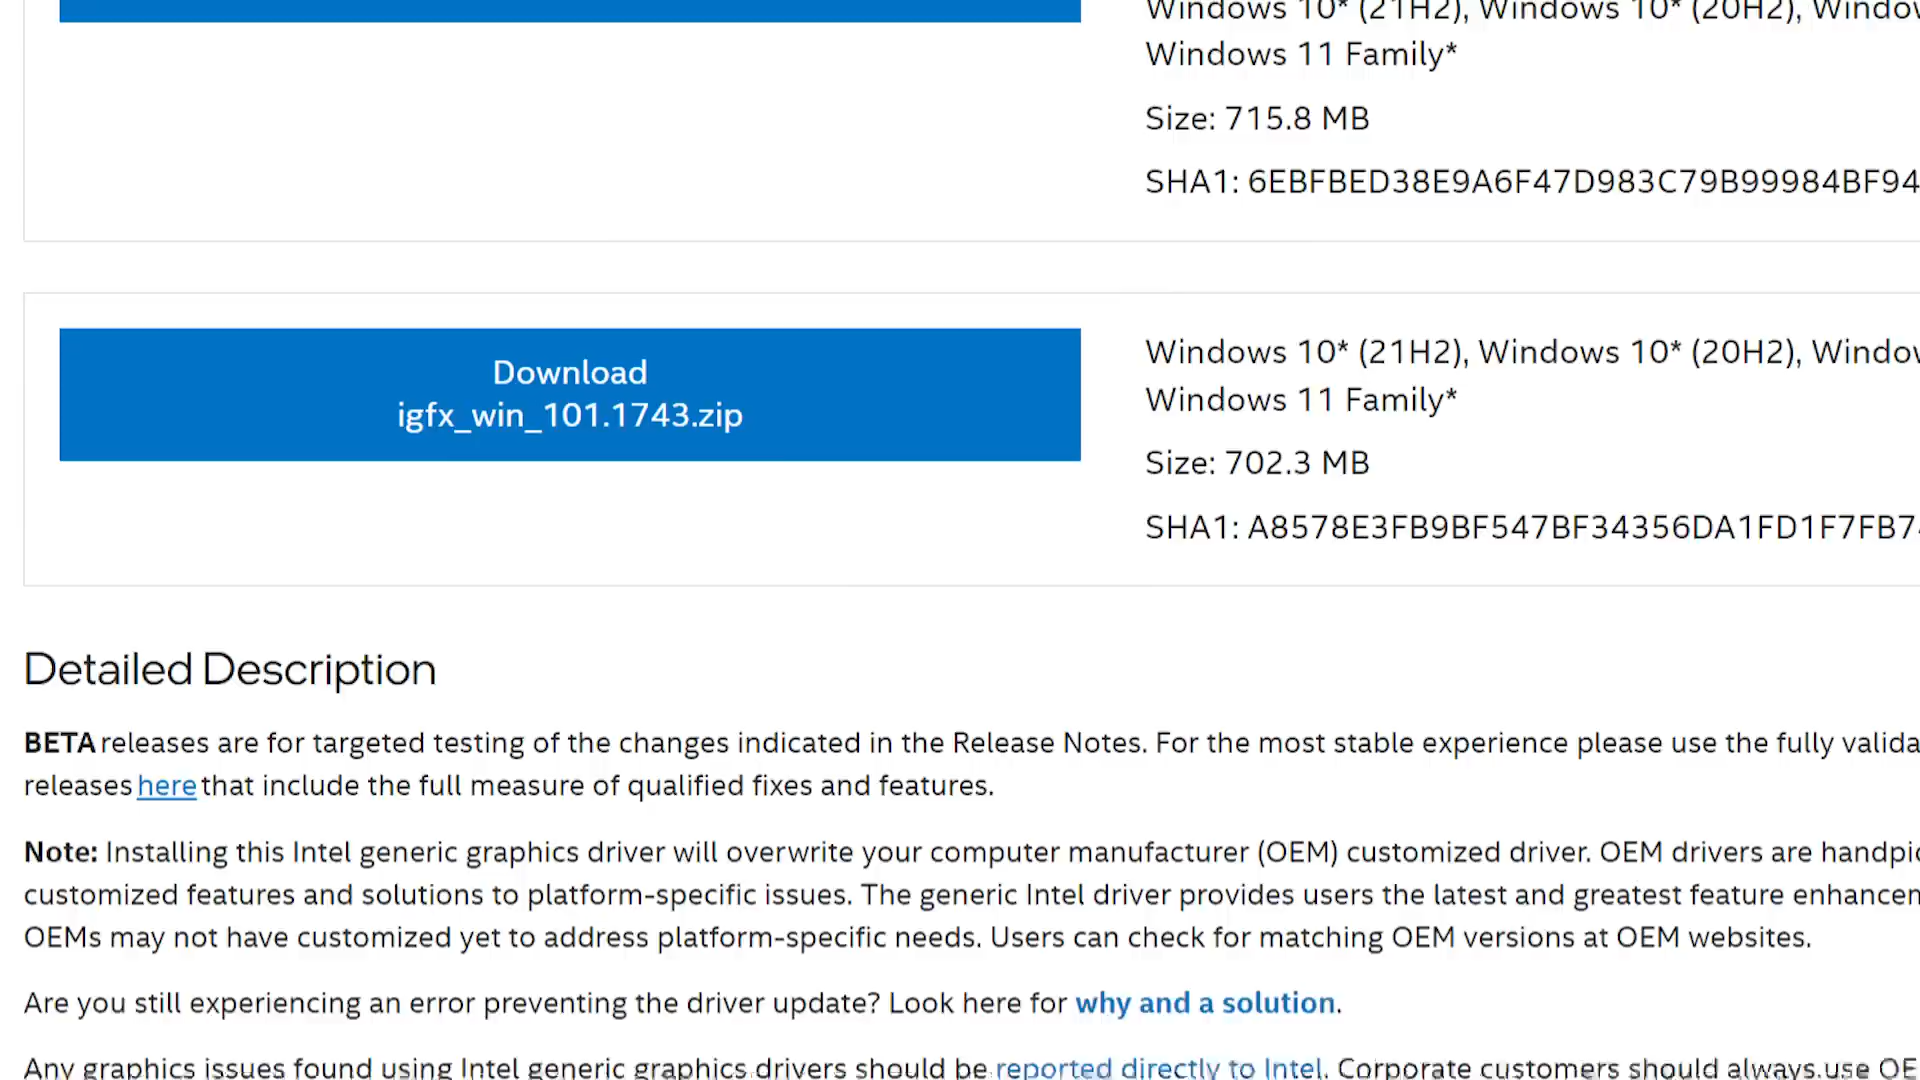 Windows 10* (21H2), Windows 10* (20H2),
Windows 11 Family*
Size: 715.8 MB
SHA1: 6EBFBED38E9A6F47D983C79B99984BF94
Download
igfx_win_101.1743.zip
Windows 10* (21H2), Windows 10* (20H2),
Windows 11 Family*
Size: 702.3 MB
SHA1: A8578E3FB9BF547BF34356DA1FD1F7FB7
Detailed Description
BETA releases are for targeted testing of the changes indicated in the Release Notes. For the most stable experience please use the fully
releases here that include the full measure of qualified fixes and features.
Note: Installing this Intel generic graphics driver will overwrite your computer manufacturer (OEM) customized driver. OEM drivers are
customized features and solutions to platform-specific issues. The generic Intel driver provides users the latest and greatest feature
OEMs may not have customized yet to address platform-specific needs. Users can check for matching OEM versions at OEM websites.
Are you still experiencing an error preventing the driver update? Look here for why and a solution.
Any graphics issues found using Intel generic graphics drivers should be reported directly to Intel. Corporate customers should always use